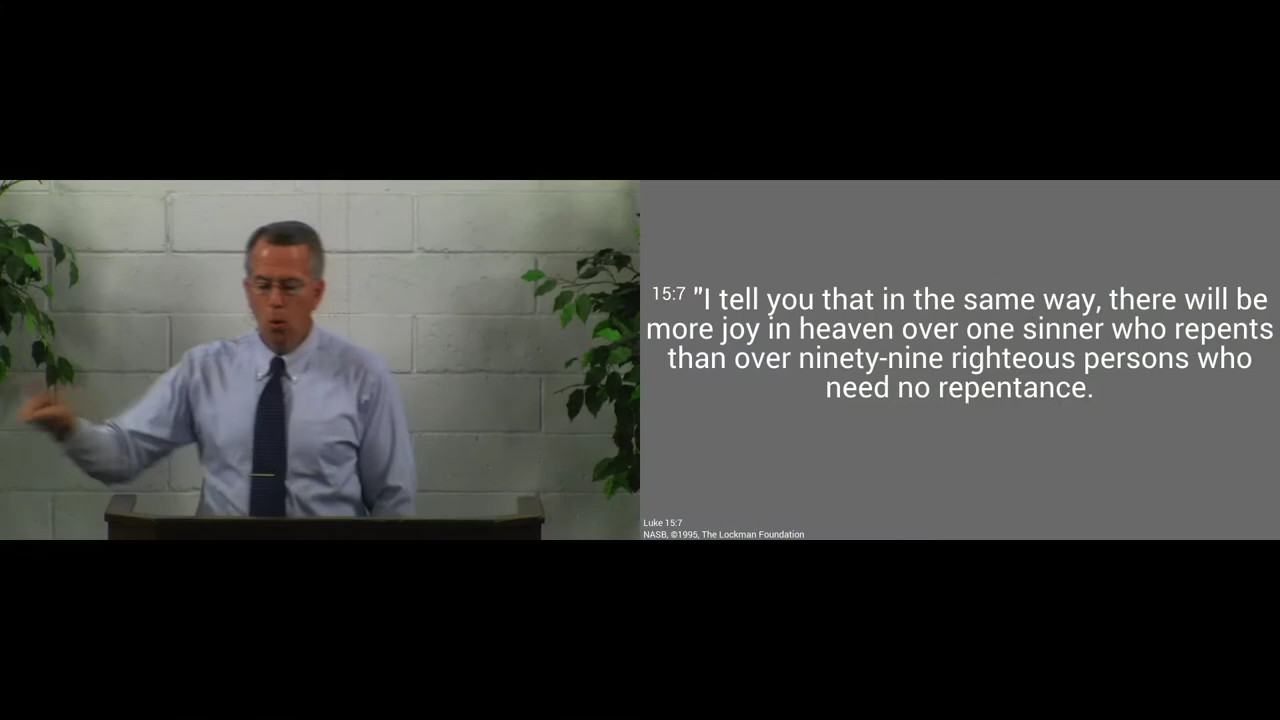 15:7 "I tell you that in the same way, there will be
more joy in heaven over one sinner who repents
than over ninety-nine righteous persons who
need no repentance.
Luke 15:7
NASB, ©1995, The Lockman Foundation